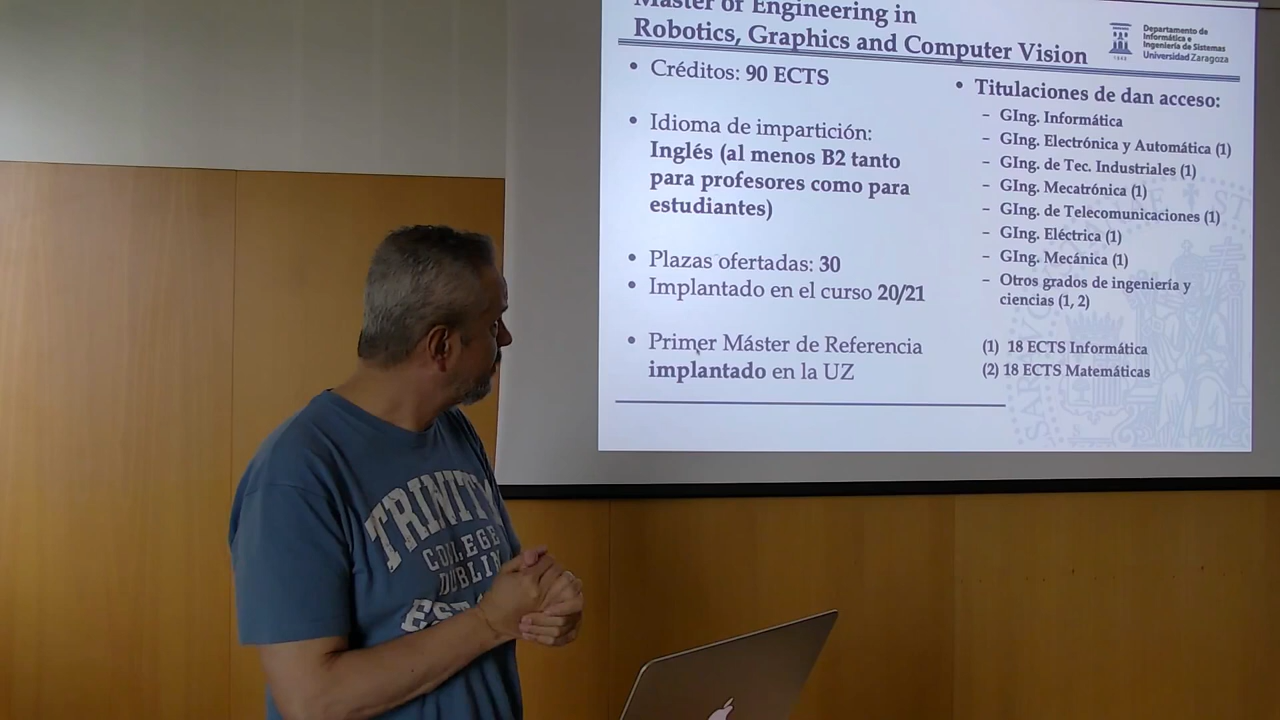 Master of Engineering in
Robotics, Graphics and Computer Vision
Departamento de
Informática e
Ingeniería de Sistemas
Universidad Zaragoza
• Créditos: 90 ECTS
• Idioma de impartición:
Inglés (al menos B2 tanto
para profesores como para
estudiantes)
• Plazas ofertadas: 30
• Implantado en el curso 20/21
• Primer Máster de Referencia
implantado en la UZ
• Titulaciones de dan acceso:
– GIng. Informática
– GIng. Electrónica y Automática (1)
– GIng. de Tec. Industriales (1)
– GIng. Mecatrónica (1)
– GIng. de Telecomunicaciones (1)
– GIng. Eléctrica (1)
– GIng. Mecánica (1)
– Otros grados de ingeniería y
ciencias (1, 2)
(1) 18 ECTS Informática
(2) 18 ECTS Matemáticas
TRINITY
COLLEGE
DUBLIN